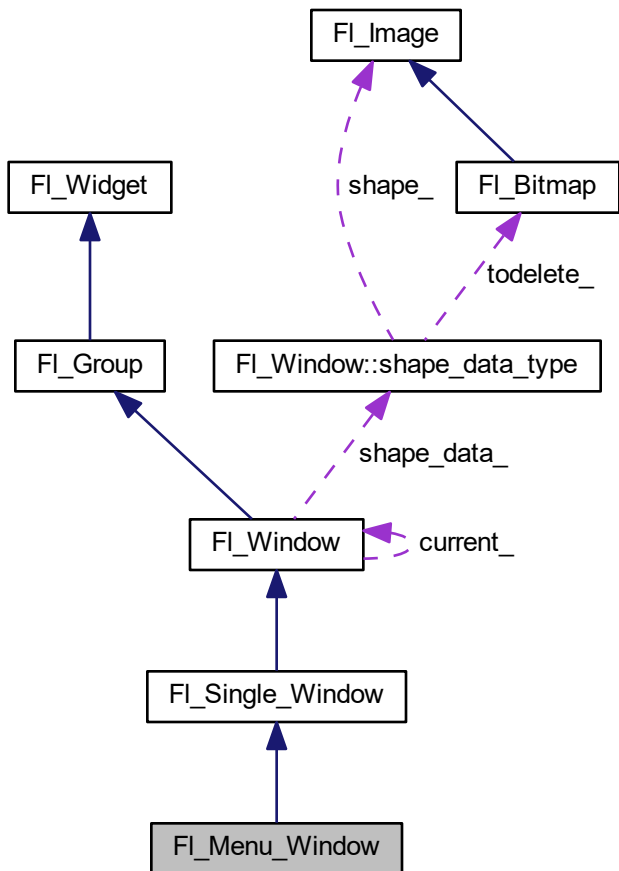 Fl_Image
Fl_Widget
Fl_Bitmap
shape_
todelete_
Fl_Group
Fl_Window::shape_data_type
shape_data_
Fl_Window
current_
Fl_Single_Window
Fl_Menu_Window